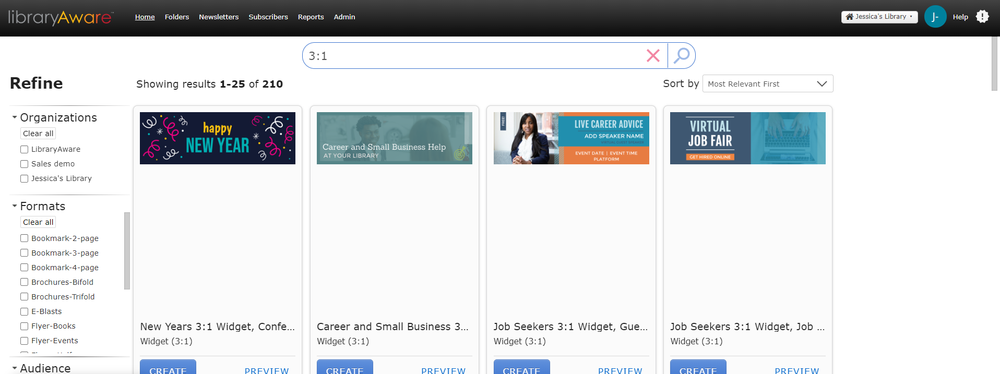 libraryAware™
Home Folders Newsletters Subscribers Reports Admin
Jessica's Library
J-
Help
3:1
Refine
Showing results 1-25 of 210
Sort by Most Relevant First
Organizations
Clear all
LibraryAware
Sales demo
Jessica's Library
Formats
Clear all
Bookmark-2-page
Bookmark-3-page
Bookmark-4-page
Brochures-Bifold
Brochures-Trifold
E-Blasts
Flyer-Books
Flyer-Events
Audience
happy
NEW YEAR
New Years 3:1 Widget, Confe...
Widget (3:1)
CREATE PREVIEW
Career and Small Business Help
AT YOUR LIBRARY
Career and Small Business 3...
Widget (3:1)
CREATE PREVIEW
FREE!
LIVE CAREER ADVICE
ADD SPEAKER NAME
VIRTUAL GUEST SPEAKER
EVENT DATE | EVENT TIME
PLATFORM
Job Seekers 3:1 Widget, Gue...
Widget (3:1)
CREATE PREVIEW
VIRTUAL
JOB FAIR
GET HIRED ONLINE
Job Seekers 3:1 Widget, Job ...
Widget (3:1)
CREATE PREVIEW